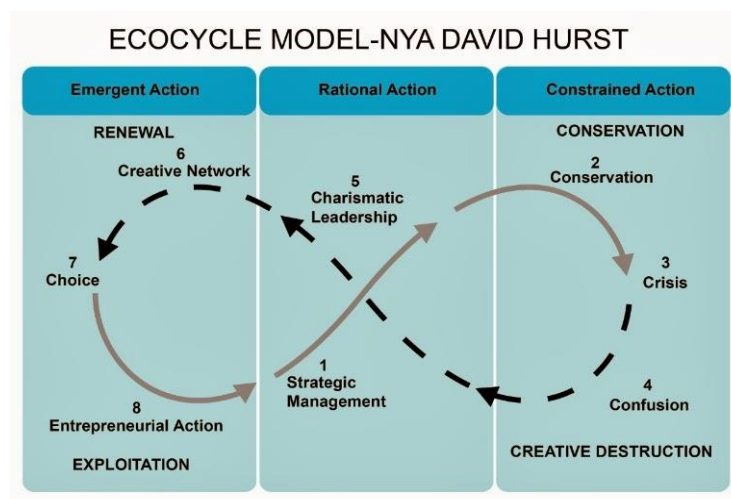 ECOCYCLE MODEL-NYA DAVID HURST
Emergent Action
Rational Action
Constrained Action
RENEWAL
CONSERVATION
6
Creative Network
5
Charismatic
Leadership
2
Conservation
7
Choice
3
Crisis
1
Strategic
Management
4
Confusion
8
Entrepreneurial Action
EXPLOITATION
CREATIVE DESTRUCTION